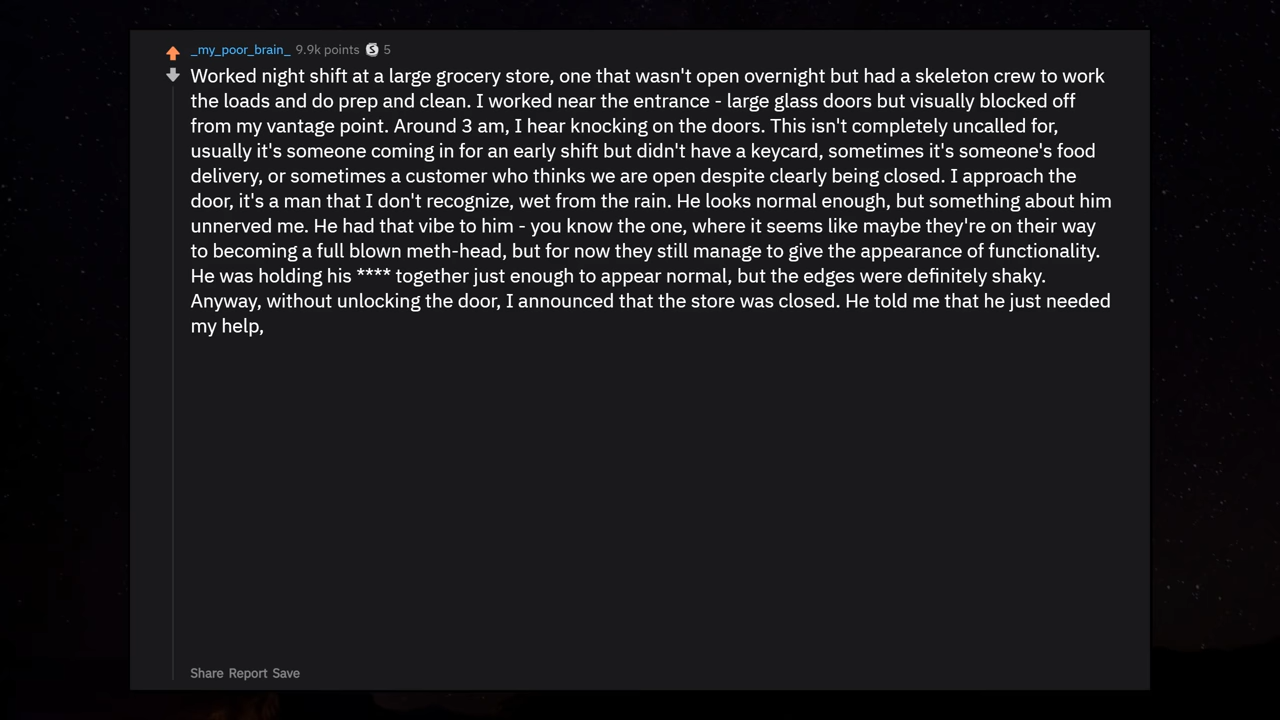 _my_poor_brain_ 9.9k points S 5
Worked night shift at a large grocery store, one that wasn't open overnight but had a skeleton crew to work
the loads and do prep and clean. I worked near the entrance - large glass doors but visually blocked off
from my vantage point. Around 3 am, I hear knocking on the doors. This isn't completely uncalled for,
usually it's someone coming in for an early shift but didn't have a keycard, sometimes it's someone's food
delivery, or sometimes a customer who thinks we are open despite clearly being closed. I approach the
door, it's a man that I don't recognize, wet from the rain. He looks normal enough, but something about him
unnerved me. He had that vibe to him - you know the one, where it seems like maybe they're on their way
to becoming a full blown meth-head, but for now they still manage to give the appearance of functionality.
He was holding his **** together just enough to appear normal, but the edges were definitely shaky.
Anyway, without unlocking the door, I announced that the store was closed. He told me that he just needed
my help,
Share Report Save